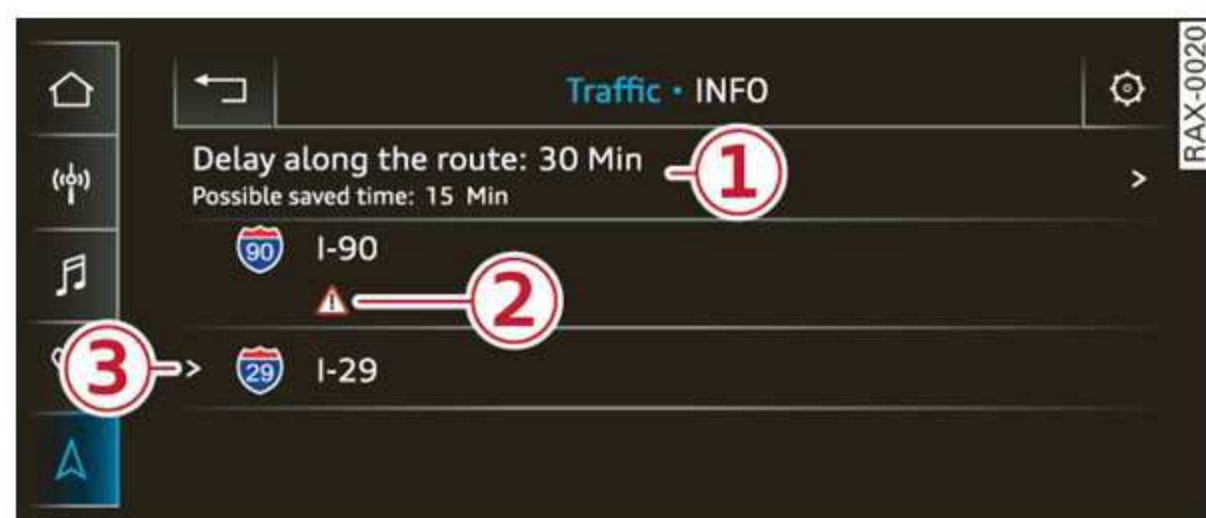 Traffic • INFO
RAX-0020
Delay along the route: 30 Min
1
Possible saved time: 15 Min
90 I-90
2
3 > 29 I-29